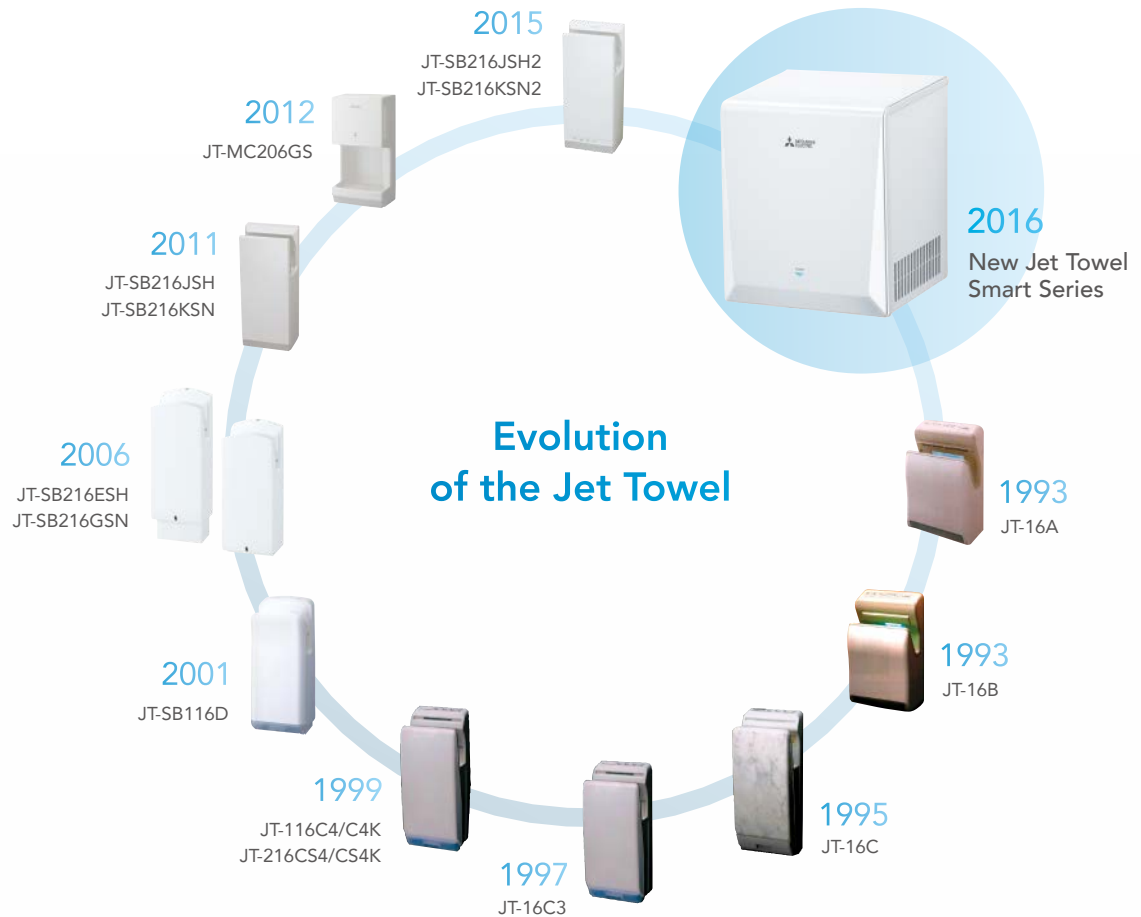 2015
JT-SB216JSH2
JT-SB216KSN2
2012
JT-MC206GS
MITSUBISHI
ELECTRIC
2016
New Jet Towel
Smart Series
2011
JT-SB216JSH
JT-SB216KSN
Evolution
of the Jet Towel
2006
JT-SB216ESH
JT-SB216GSN
1993
JT-16A
1993
JT-16B
2001
JT-SB116D
1999
JT-116C4/C4K
JT-216CS4/CS4K
1995
JT-16C
1997
JT-16C3